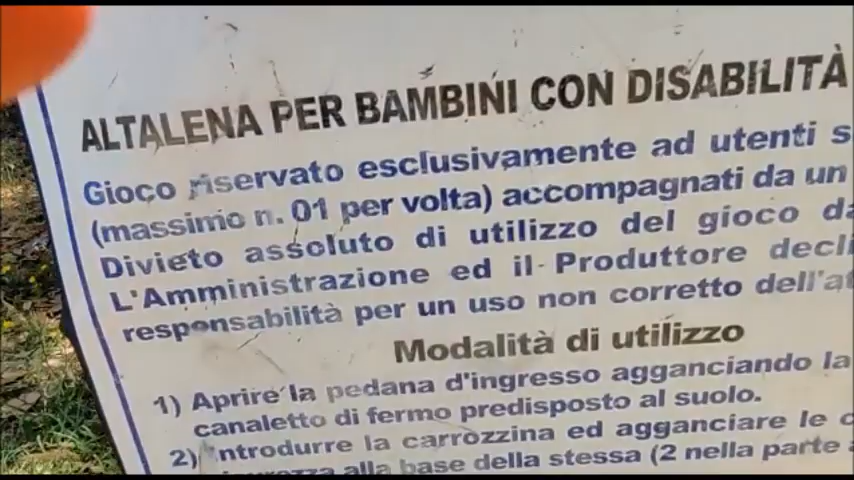 ALTALENA PER BAMBINI CON DISABILITÀ
Gioco riservato esclusivamente ad utenti s
(massimo n. 01 per volta) accompagnati da un
Divieto assoluto di utilizzo del gioco da
L'Amministrazione ed il Produttore decli
responsabilità per un uso non corretto dell'at
Modalità di utilizzo
1) Aprire la pedana d'ingresso agganciando la
canaletto di fermo predisposto al suolo.
2) Introdurre la carrozzina ed agganciare le c
alla base della stessa (2 nella parte a